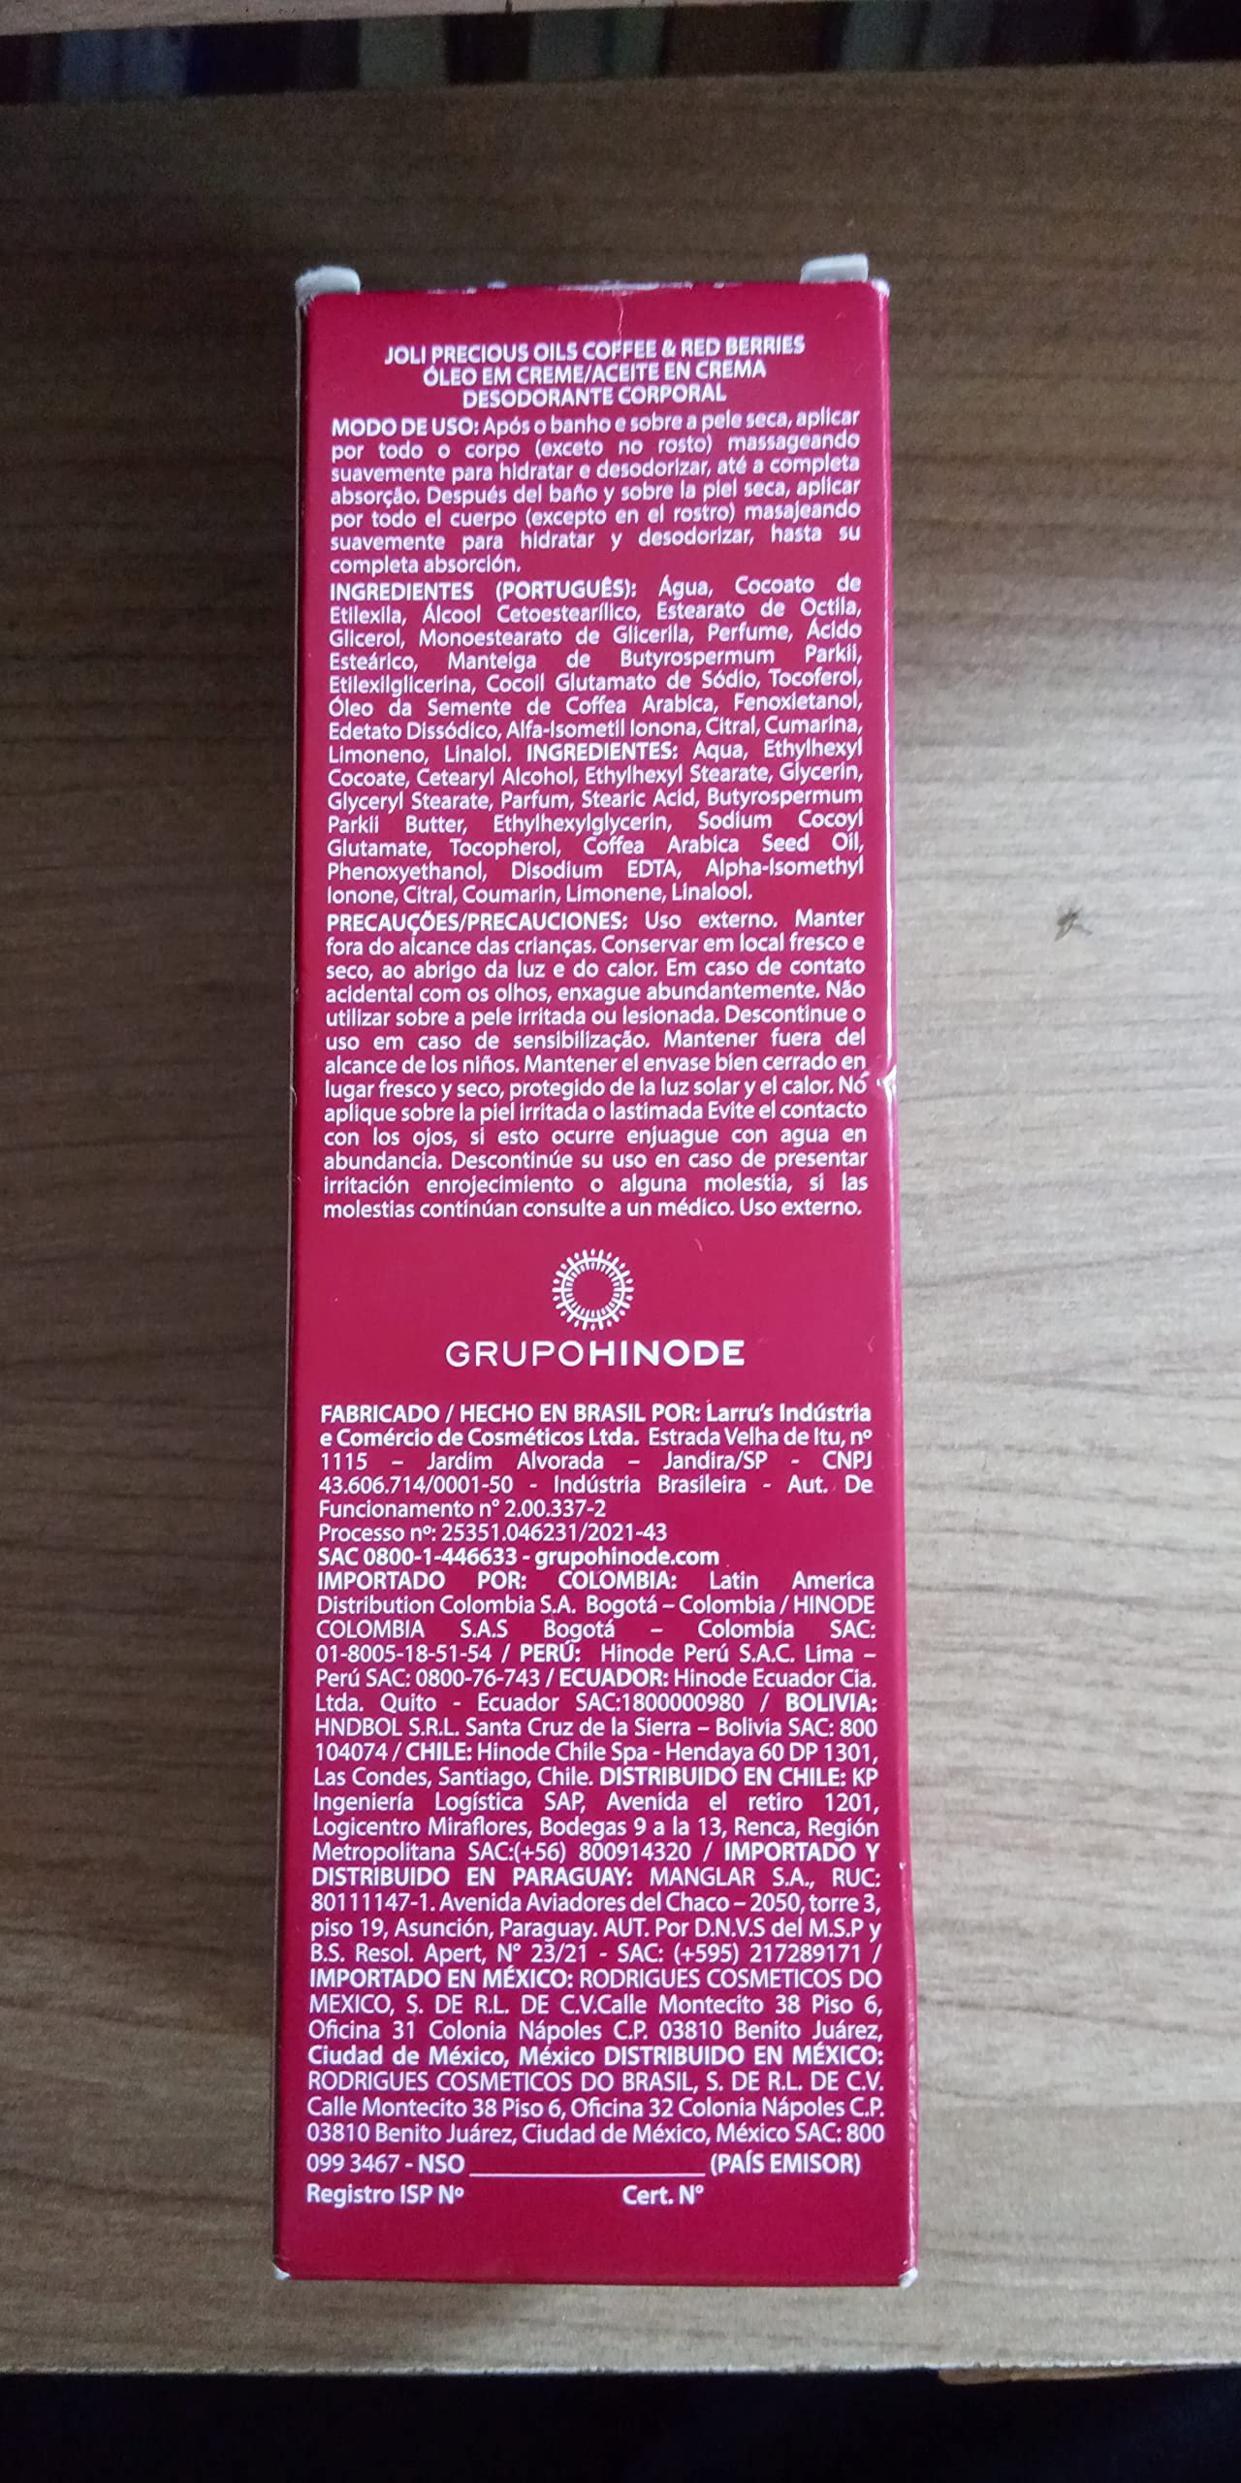 JOLI PRECIOUS OILS COFFEE & RED BERRIES
ÓLEO EM CREME/ACEITE EN CREMA
DESODORANTE CORPORAL
MODO DE USO: Após o banho e sobre a pele seca, aplicar
por todo o corpo (exceto no rosto) massageando
suavemente para hidratar e desodorizar, até a completa
absorção. Después del baño y sobre la piel seca, aplicar
por todo el cuerpo (excepto en el rostro) masajeando
suavemente para hidratar y desodorizar, hasta su
completa absorción.
INGREDIENTES (PORTUGUÊS): Água, Cocoato de
Etilexila, Álcool Cetoestearílico, Estearato de Octila,
Glicerol, Monoestearato de Glicerila, Perfume, Ácido
Esteárico, Manteiga de Butyrospermum Parkii,
Etilexilglicerina, Cocoil Glutamato de Sódio, Tocoferol,
Óleo da Semente de Coffea Arabica, Fenoxietanol,
Edetato Dissódico, Alfa-Isometil Ionona, Citral, Cumarina,
Limoneno, Linalol. INGREDIENTES: Aqua, Ethylhexyl
Cocoate, Cetearyl Alcohol, Ethylhexyl Stearate, Glycerin,
Glyceryl Stearate, Parfum, Stearic Acid, Butyrospermum
Parkii Butter, Ethylhexylglycerin, Sodium Cocoyl
Glutamate, Tocopherol, Coffea Arabica Seed Oil,
Phenoxyethanol, Disodium EDTA, Alpha-Isomethyl
Ionone, Citral, Coumarin, Limonene, Linalool.
PRECAUÇÕES/PRECAUCIONES: Uso externo. Manter
fora do alcance das crianças. Conservar em local fresco e
seco, ao abrigo da luz e do calor. Em caso de contato
acidental com os olhos, enxague abundantemente. Não
utilizar sobre a pele irritada ou lesionada. Descontinue o
uso em caso de sensibilização. Mantener fuera del
alcance de los niños. Mantener el envase bien cerrado en
lugar fresco y seco, protegido de la luz solar y el calor. No
aplique sobre la piel irritada o lastimada Evite el contacto
con los ojos, si esto ocurre enjuague con agua en
abundancia. Descontinúe su uso en caso de presentar
irritación enrojecimiento o alguna molestia, si las
molestias continúan consulte a un médico. Uso externo.
GRUPOHINODE
FABRICADO / HECHO EN BRASIL POR: Larru's Indústria
e Comércio de Cosméticos Ltda. Estrada Velha de Itu, nº
1115 – Jardim Alvorada – Jandira/SP - CNPJ
43.606.714/0001-50 - Indústria Brasileira - Aut. De
Funcionamento nº 2.00.337-2
Processo nº: 25351.046231/2021-43
SAC 0800-1-446633 - grupohinode.com
IMPORTADO POR: COLOMBIA: Latin America
Distribution Colombia S.A. Bogotá – Colombia / HINODE
COLOMBIA S.A.S Bogotá – Colombia SAC:
01-8005-18-51-54 / PERÚ: Hinode Perú S.A.C. Lima –
Perú SAC: 0800-76-743 / ECUADOR: Hinode Ecuador Cia.
Ltda. Quito - Ecuador SAC:1800000980 / BOLIVIA:
HNDBOL S.R.L. Santa Cruz de la Sierra – Bolivia SAC: 800
104074 / CHILE: Hinode Chile Spa - Hendaya 60 DP 1301,
Las Condes, Santiago, Chile. DISTRIBUIDO EN CHILE: KP
Ingeniería Logística SAP, Avenida el retiro 1201,
Logicentro Miraflores, Bodegas 9 a la 13, Renca, Región
Metropolitana SAC:(+56) 800914320 / IMPORTADO Y
DISTRIBUIDO EN PARAGUAY: MANGLAR S.A., RUC:
80111147-1. Avenida Aviadores del Chaco – 2050, torre 3,
piso 19, Asunción, Paraguay. AUT. Por D.N.V.S del M.S.P y
B.S. Resol. Apert, N° 23/21 - SAC: (+595) 217289171 /
IMPORTADO EN MÉXICO: RODRIGUES COSMETICOS DO
MEXICO, S. DE R.L. DE C.V.Calle Montecito 38 Piso 6,
Oficina 31 Colonia Nápoles C.P. 03810 Benito Juárez,
Ciudad de México, México DISTRIBUIDO EN MÉXICO:
RODRIGUES COSMETICOS DO BRASIL, S. DE R.L. DE C.V.
Calle Montecito 38 Piso 6, Oficina 32 Colonia Nápoles C.P.
03810 Benito Juárez, Ciudad de México, México SAC: 800
099 3467 - NSO ____________________ (PAÍS EMISOR)
Registro ISP Nº Cert. N°